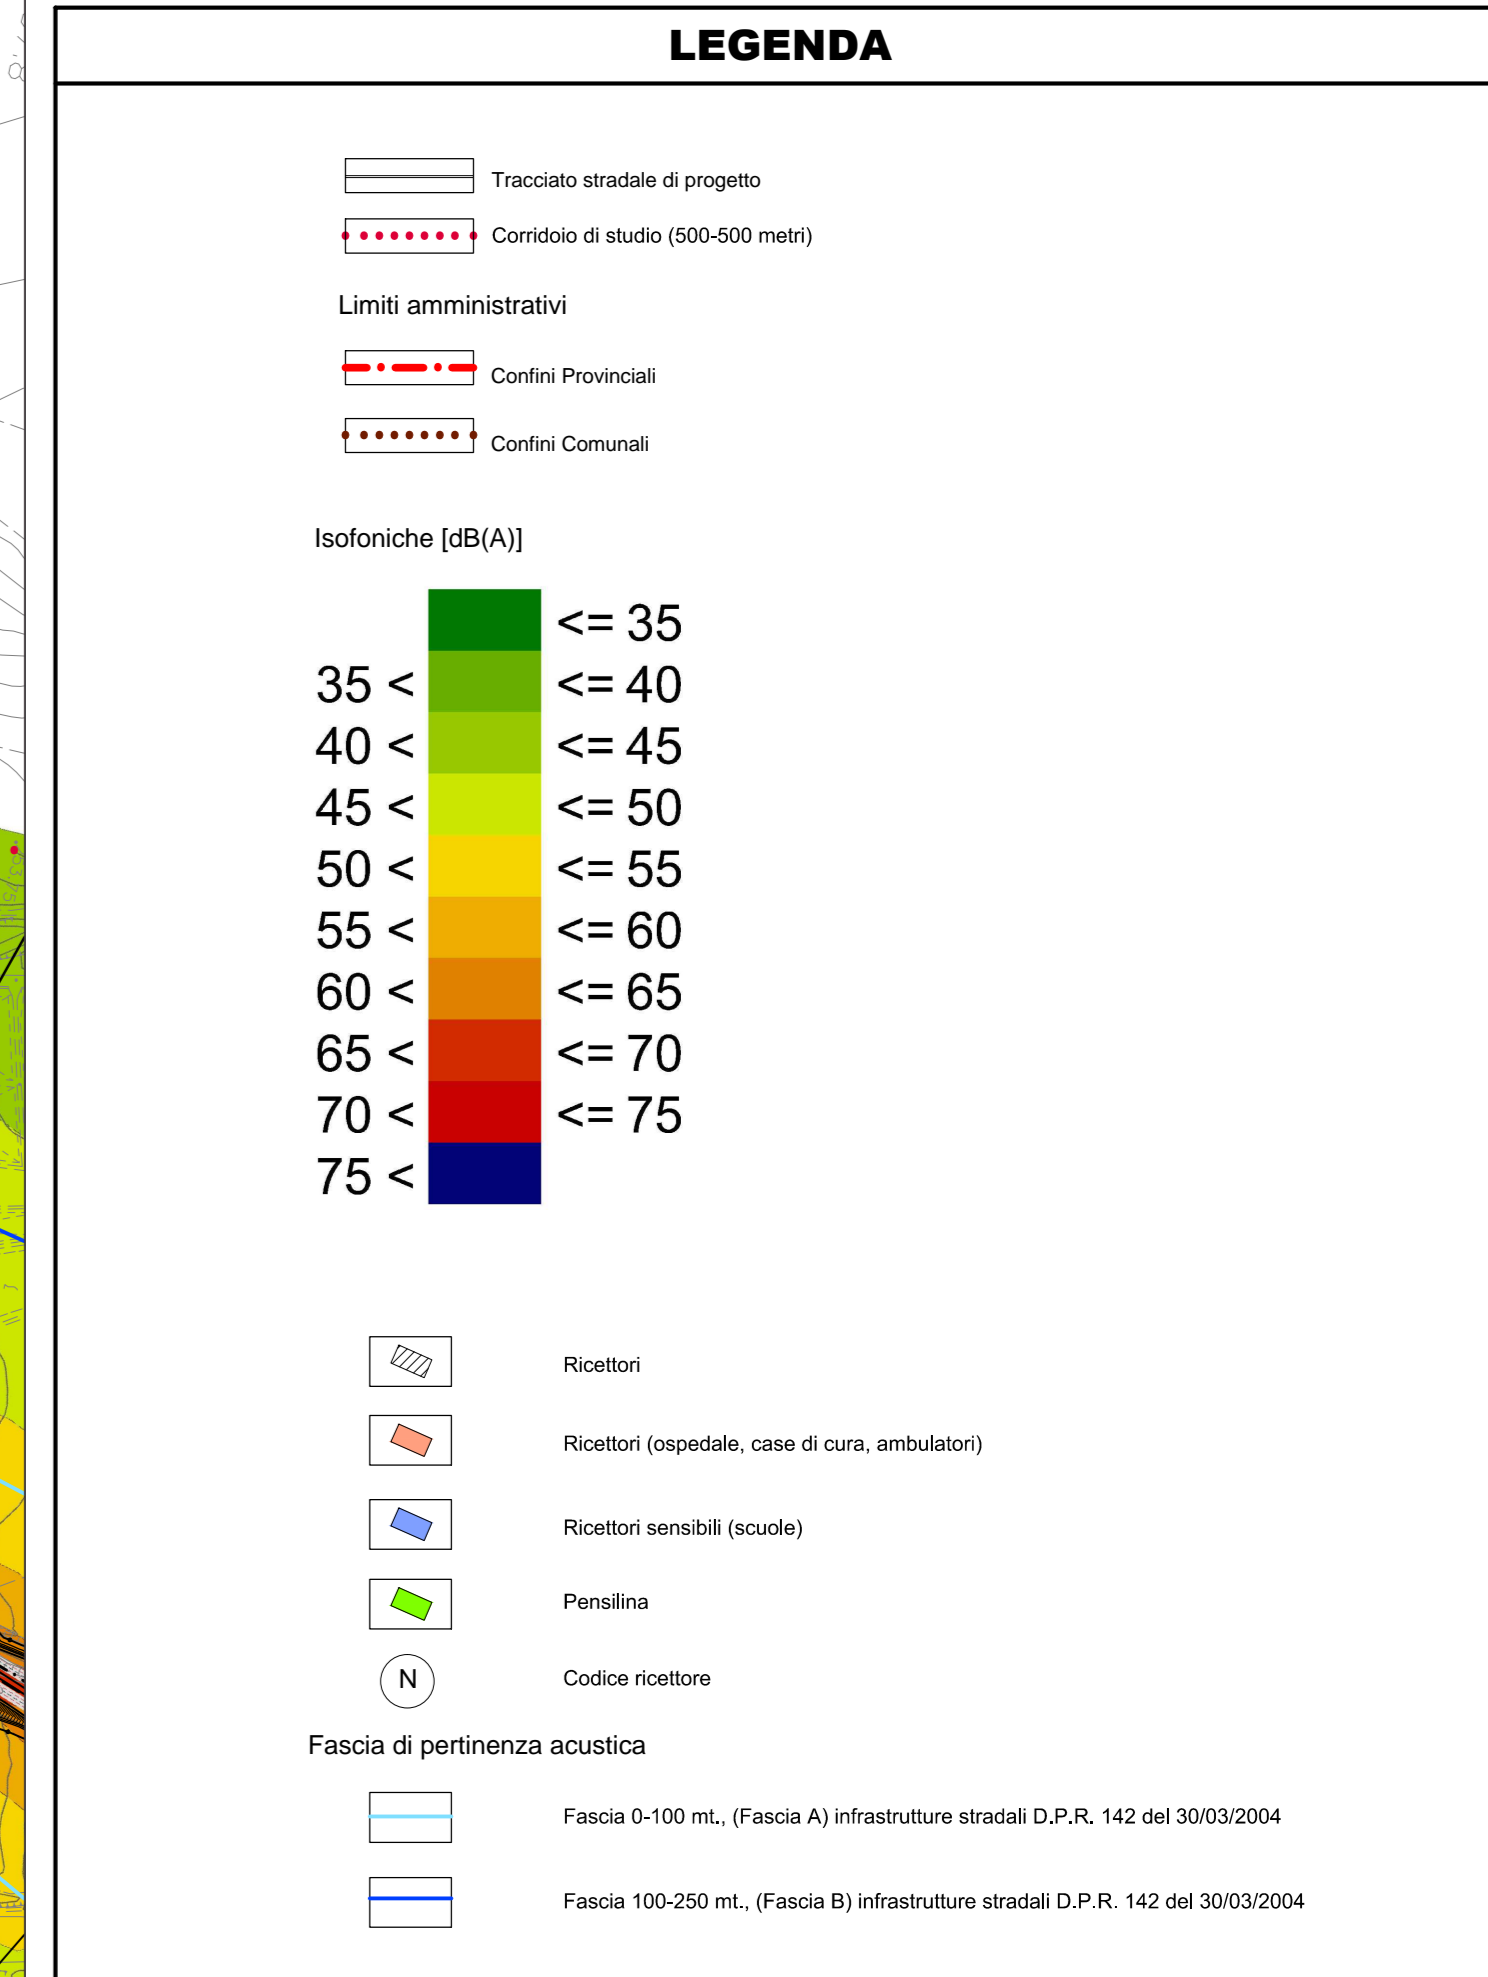 LEGENDA
Tracciato stradale di progetto
Corridoio di studio (500-500 metri)
Limiti amministrativi
Confini Provinciali
Confini Comunali
Isofoniche [dB(A)]
<= 35
35 < <= 40
40 < <= 45
45 < <= 50
50 < <= 55
55 < <= 60
60 < <= 65
65 < <= 70
70 < <= 75
75 <
Ricettori
Ricettori (ospedale, case di cura, ambulatori)
Ricettori sensibili (scuole)
Pensilina
N Codice ricettore
Fascia di pertinenza acustica
Fascia 0-100 mt., (Fascia A) infrastrutture stradali D.P.R. 142 del 30/03/2004
Fascia 100-250 mt., (Fascia B) infrastrutture stradali D.P.R. 142 del 30/03/2004